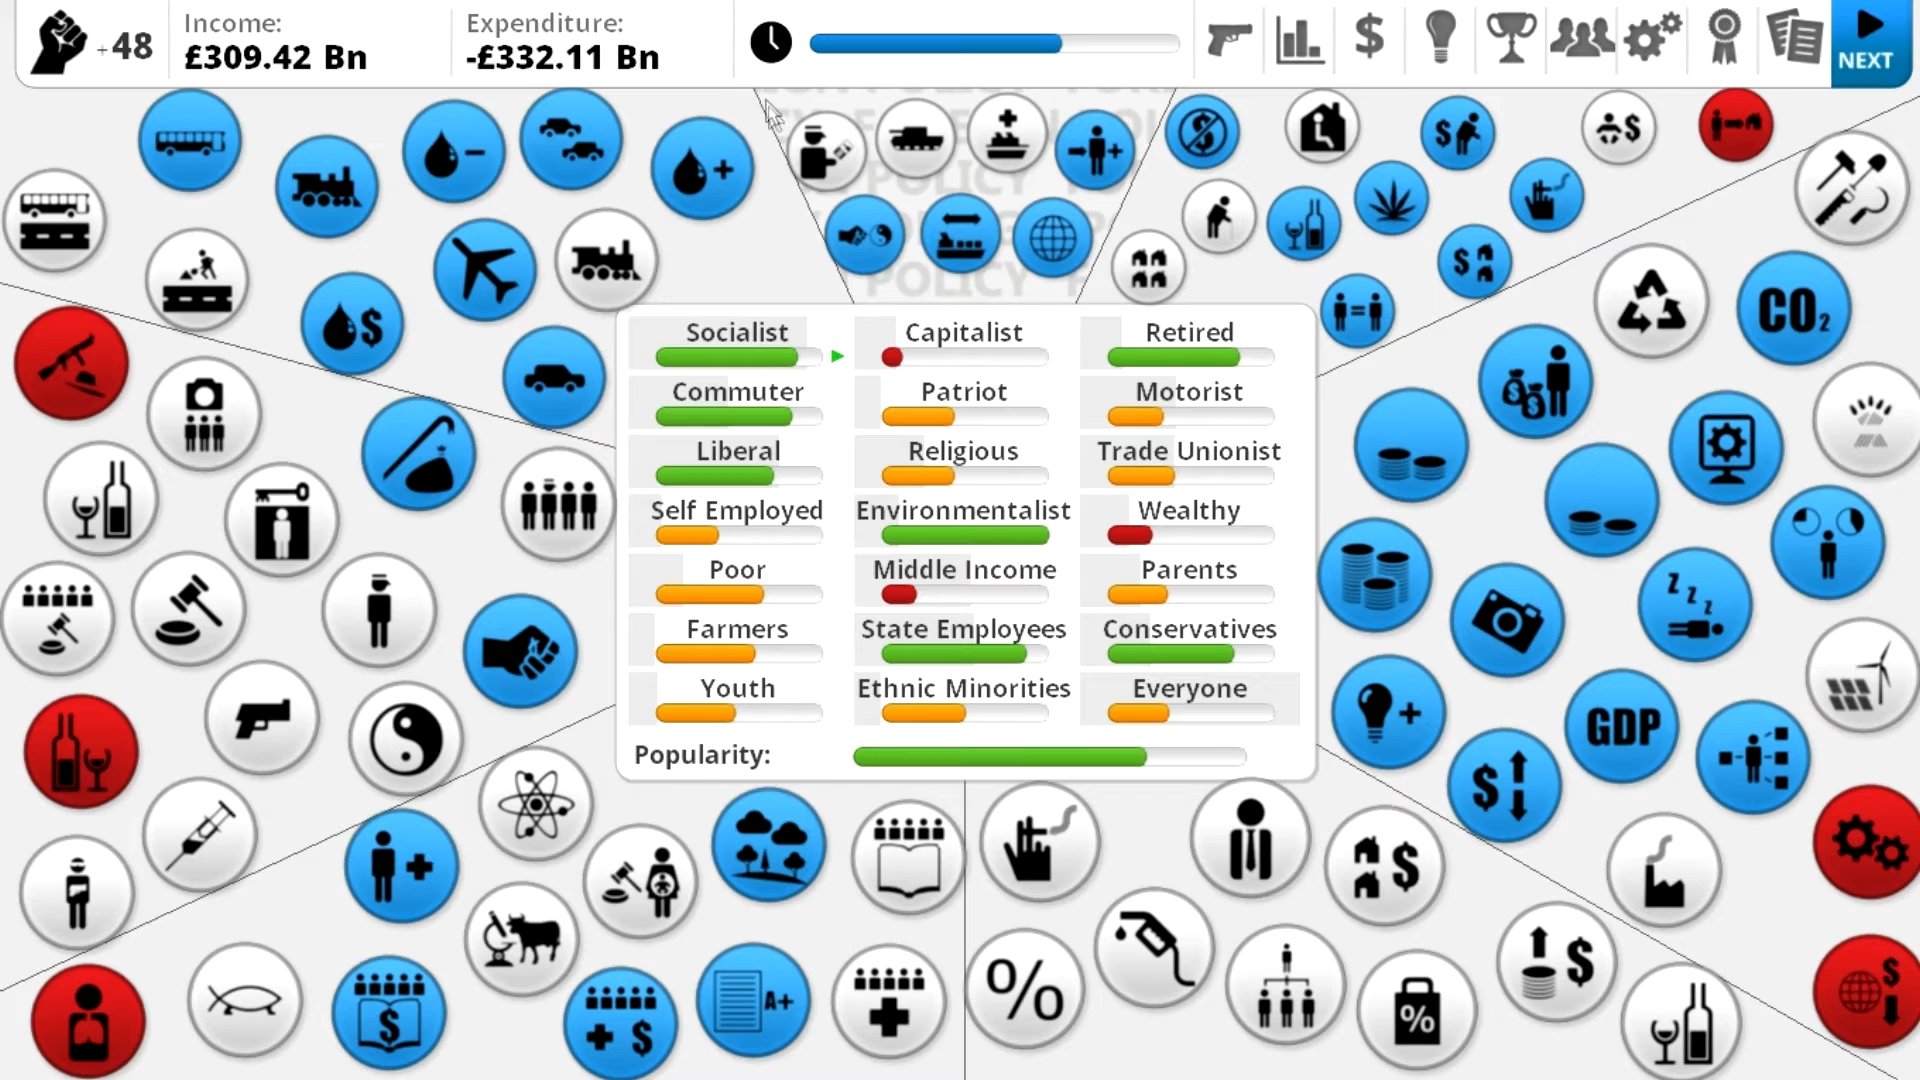 +48
Income:
£309.42 Bn
Expenditure:
-£332.11 Bn
NEXT
POLICY
POLICY
Socialist
Capitalist
Retired
Commuter
Patriot
Motorist
Liberal
Religious
Trade Unionist
Self Employed
Environmentalist
Wealthy
Poor
Middle Income
Parents
Farmers
State Employees
Conservatives
Youth
Ethnic Minorities
Everyone
Popularity:
$
$
$
$
$
CO₂
Z Z Z
GDP
$
$
$
$
$
A+
%
%
$